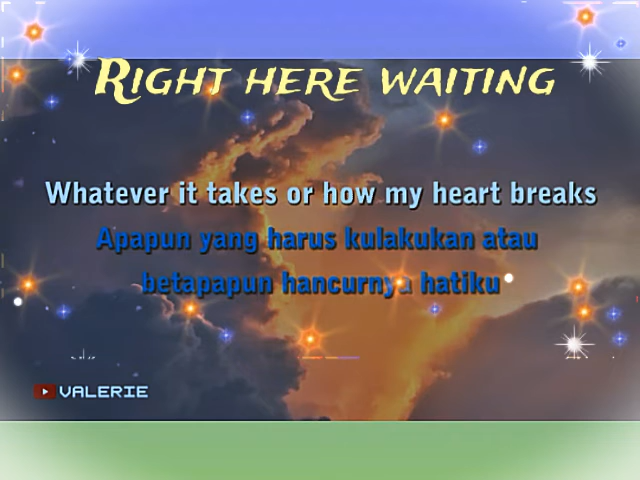 Right here waiting
Whatever it takes or how my heart breaks
Apapun yang harus kulakukan atau
betapapun hancurnya hatiku
VALERIE